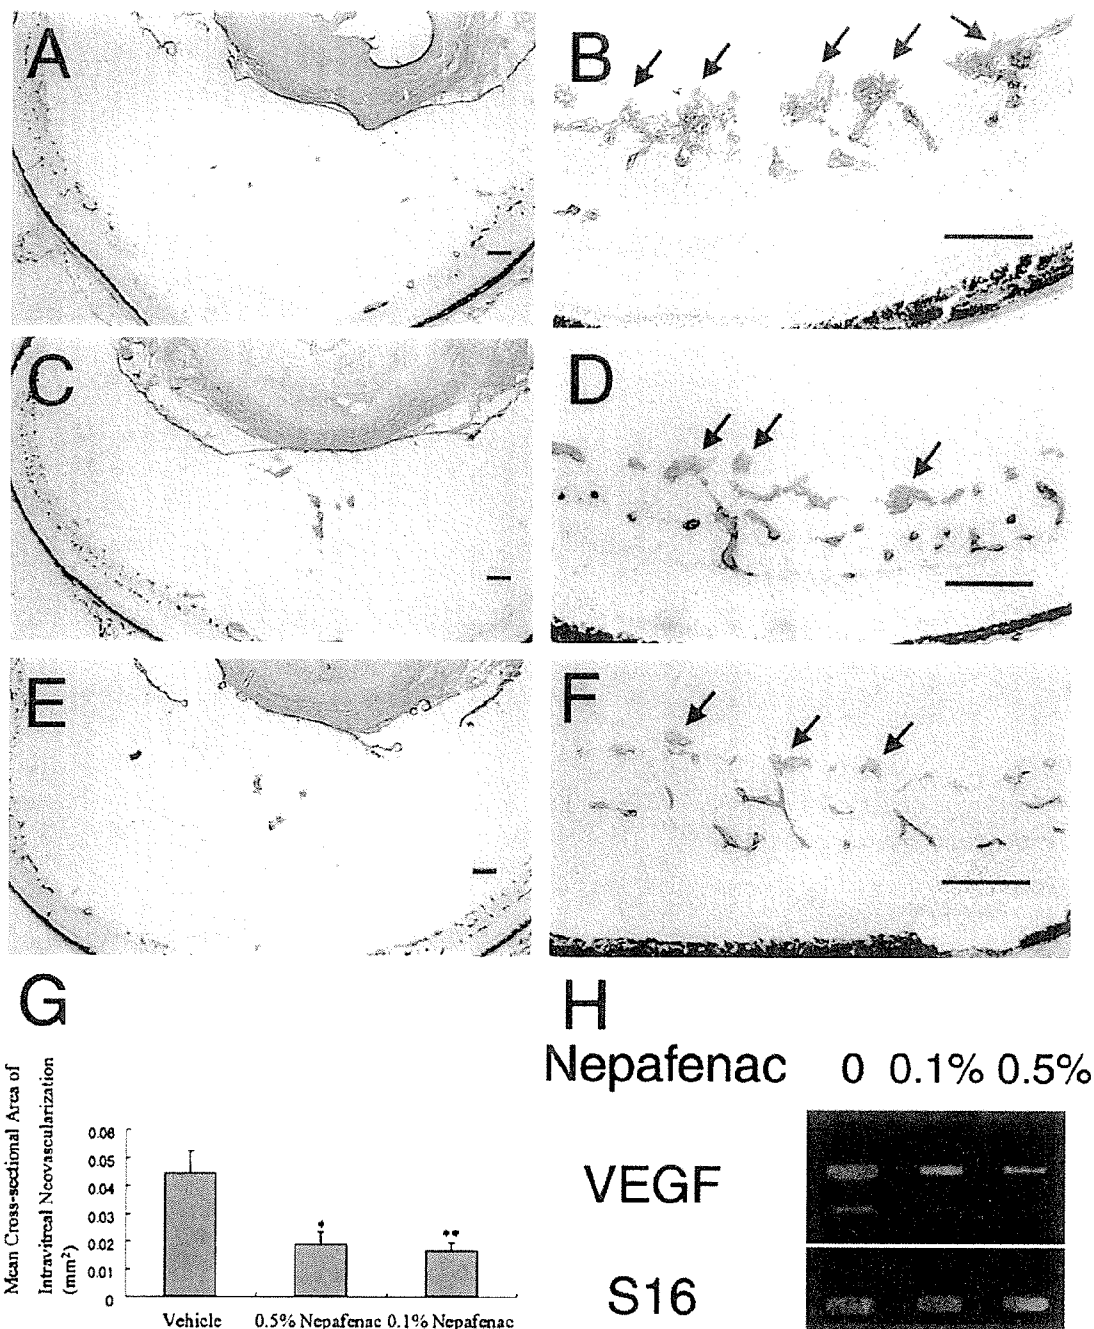 A
B
C
D
E
F
G
H
Nepafenac 0 0.1% 0.5%
VEGF
S16
Mean Cross-sectional Area of
Intravitreal Neovascularization
(mm²)
0.06
0.05
0.04
0.03
0.02
0.01
0
*
**
Vehicle 0.5% Nepafenac 0.1% Nepafenac